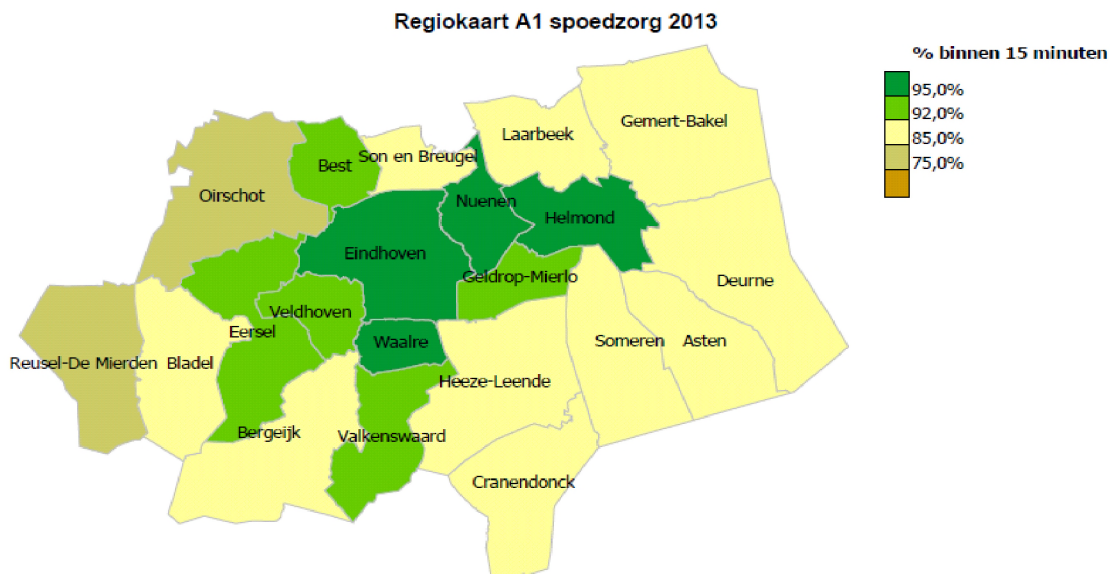 Regiokaart A1 spoedzorg 2013
% binnen 15 minuten
95,0%
92,0%
85,0%
75,0%
Gemert-Bakel
Laarbeek
Son en Breugel
Best
Oirschot
Nuenen
Helmond
Eindhoven
Geldrop-Mierlo
Deurne
Veldhoven
Eersel
Waalre
Someren
Asten
Reusel-De Mierden
Bladel
Heeze-Leende
Bergeijk
Valkenswaard
Cranendonck